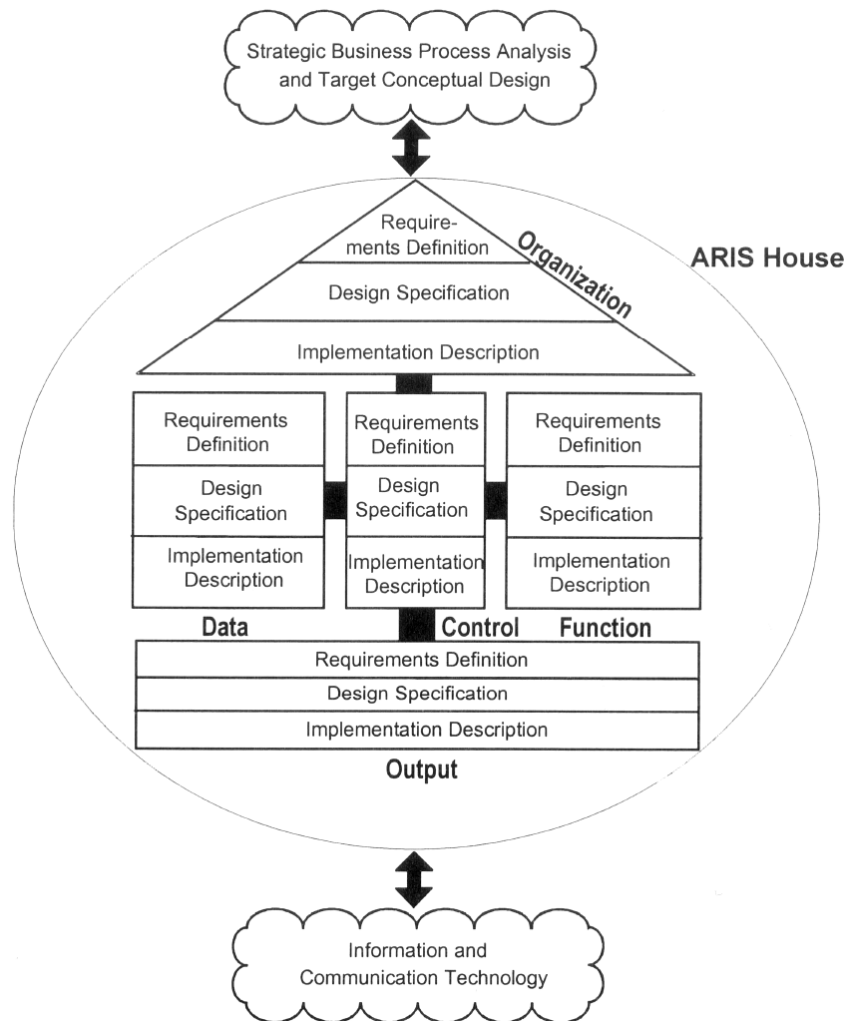 Strategic Business Process Analysis
and Target Conceptual Design
ARIS House
Organization
Require-
ments Definition
Design Specification
Implementation Description
Requirements
Definition
Design
Specification
Implementation
Description
Data
Requirements
Definition
Design
Specification
Implementation
Description
Control
Requirements
Definition
Design
Specification
Implementation
Description
Function
Requirements Definition
Design Specification
Implementation Description
Output
Information and
Communication Technology